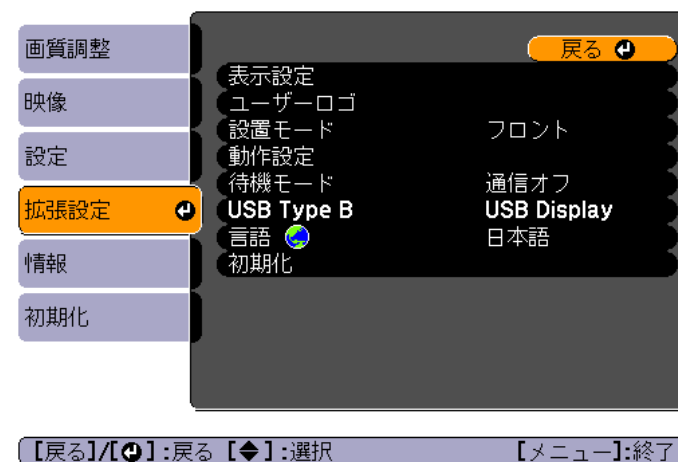 画質調整
映像
設定
拡張設定
情報
初期化
戻る
表示設定
ユーザーロゴ
設置モード フロント
動作設定
待機モード 通信オフ
USB Type B USB Display
言語 日本語
初期化
【戻る】/【】:戻る 【◆】:選択 【メニュー】:終了